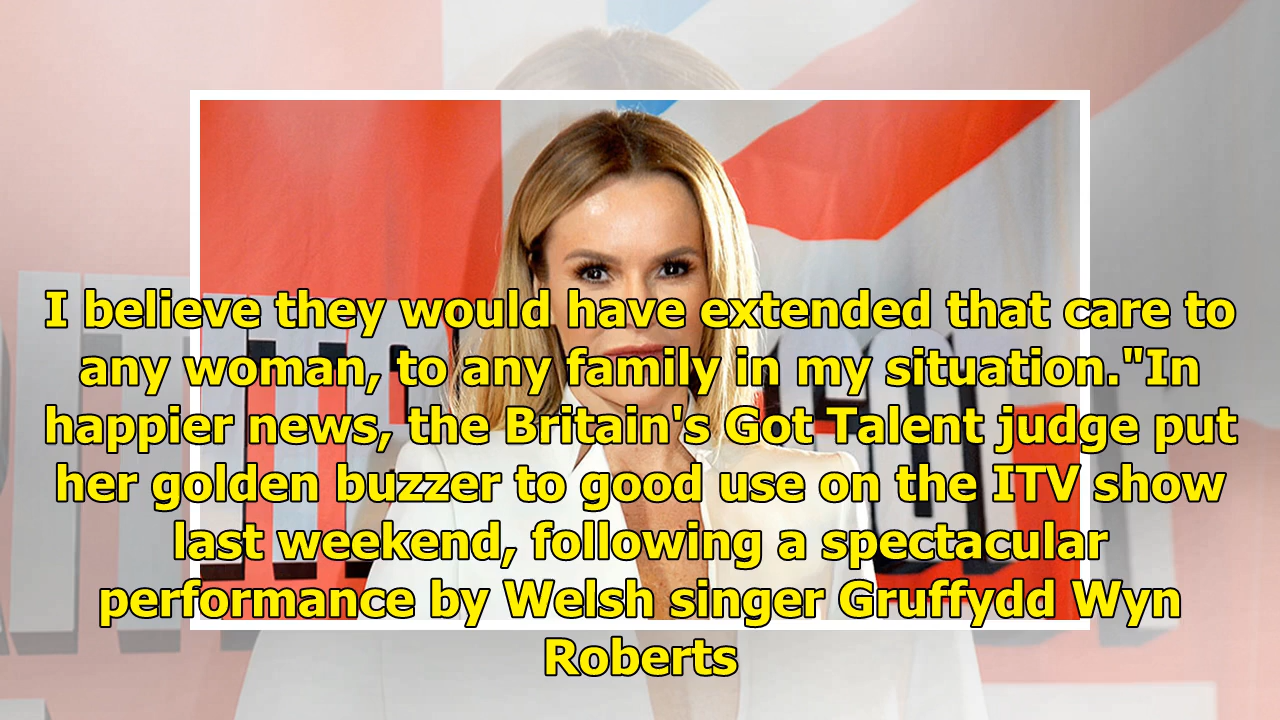 I believe they would have extended that care to
any woman, to any family in my situation."In
happier news, the Britain's Got Talent judge put
her golden buzzer to good use on the ITV show
last weekend, following a spectacular
performance by Welsh singer Gruffydd Wyn
Roberts